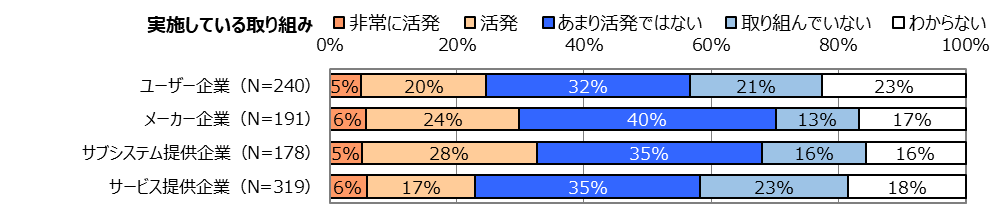 実施している取り組み 非常に活発 活発 あまり活発ではない 取り組んでいない わからない
0% 20% 40% 60% 80% 100%
ユーザー企業（N=240） 5% 20% 32% 21% 23%
メーカー企業（N=191） 6% 24% 40% 13% 17%
サブシステム提供企業（N=178） 5% 28% 35% 16% 16%
サービス提供企業（N=319） 6% 17% 35% 23% 18%